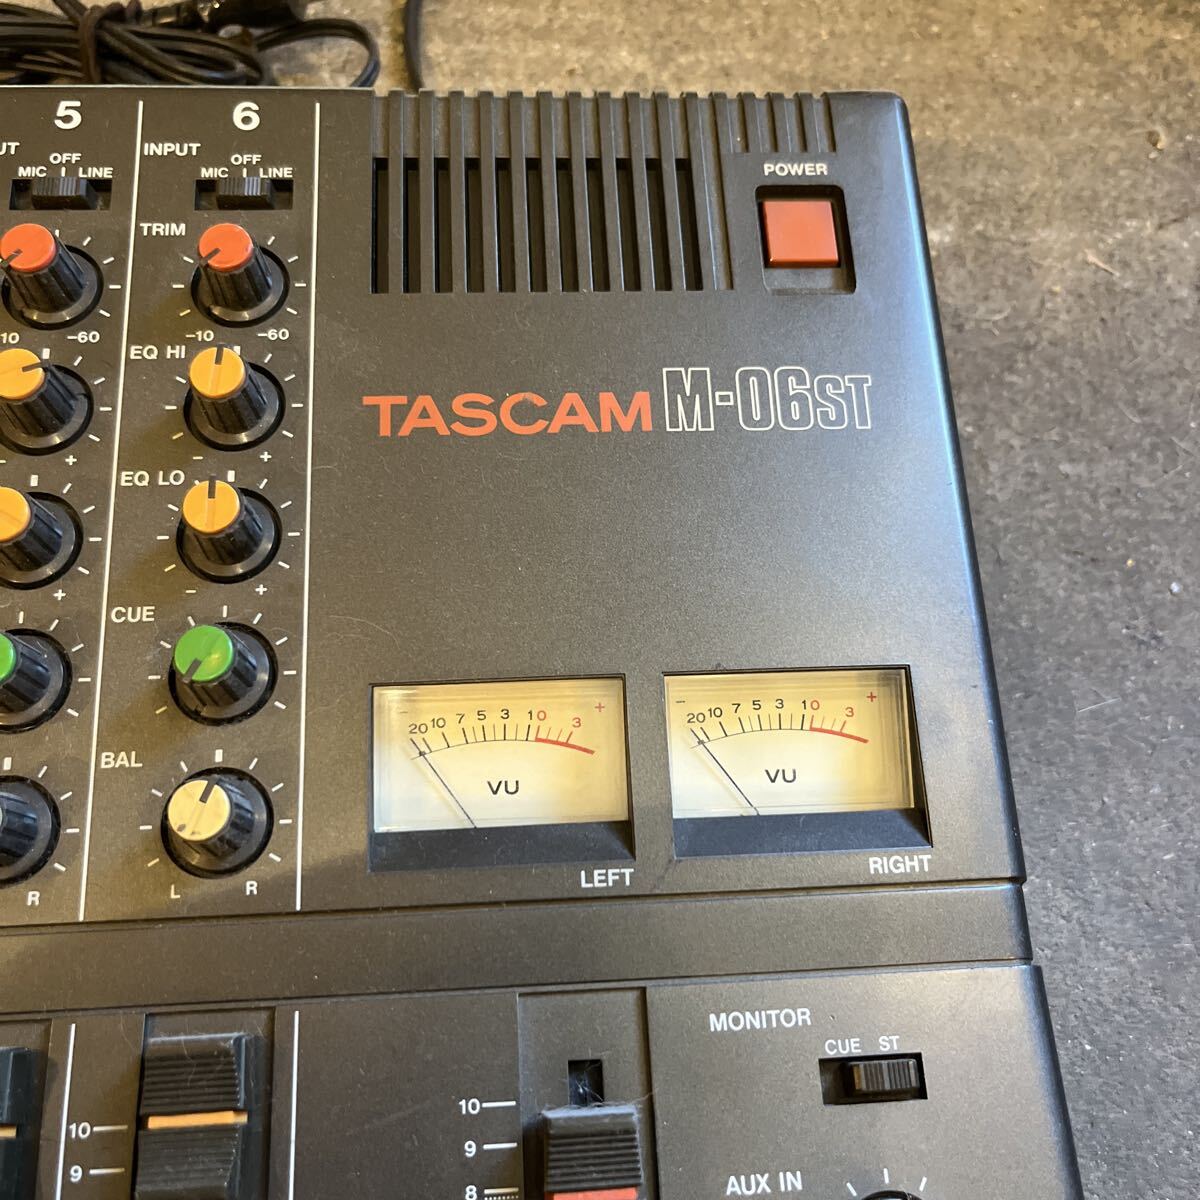 5
6
INPUT
OFF
MIC LINE
OFF
MIC LINE
POWER
TRIM
10 -60
-10 -60
EQ HI
TASCAM M-06ST
- +
- +
EQ LO
+
- +
CUE
- 20 10 7 5 3 1 0 3 +
VU
LEFT
- 20 10 7 5 3 1 0 3 +
VU
RIGHT
BAL
R
L R
MONITOR
CUE ST
10
9
10
9
8
AUX IN